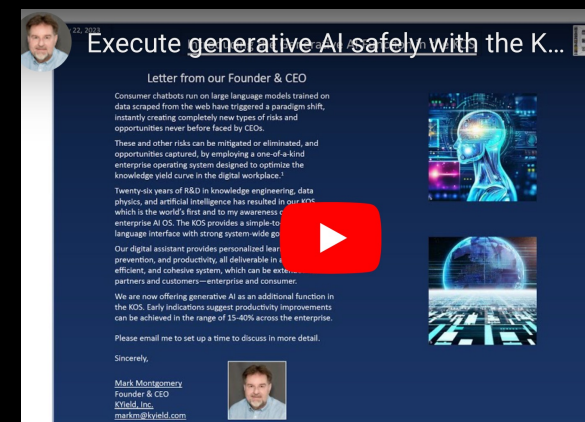 22, 2023
Execute generative AI safely with the K...
Letter from our Founder & CEO
Consumer chatbots run on large language models trained on
data scraped from the web have triggered a paradigm shift,
instantly creating completely new types of risks and
opportunities never before faced by CEOs.
These and other risks can be mitigated or eliminated, and
opportunities captured, by employing a one-of-a-kind
enterprise operating system designed to optimize the
knowledge yield curve in the digital workplace.¹
Twenty-six years of R&D in knowledge engineering, data
physics, and artificial intelligence has resulted in our KOS,
which is the world's first and to my awareness
enterprise AI OS. The KOS provides a simple-to
language interface with strong system-wide
Our digital assistant provides personalized
prevention, and productivity, all deliverable in
efficient, and cohesive system, which can be
partners and customers—enterprise and consumer.
We are now offering generative AI as an additional function in
the KOS. Early indications suggest productivity improvements
can be achieved in the range of 15-40% across the enterprise.
Please email me to set up a time to discuss in more detail.
Sincerely,
Mark Montgomery
Founder & CEO
KYield, Inc.
markm@kyield.com